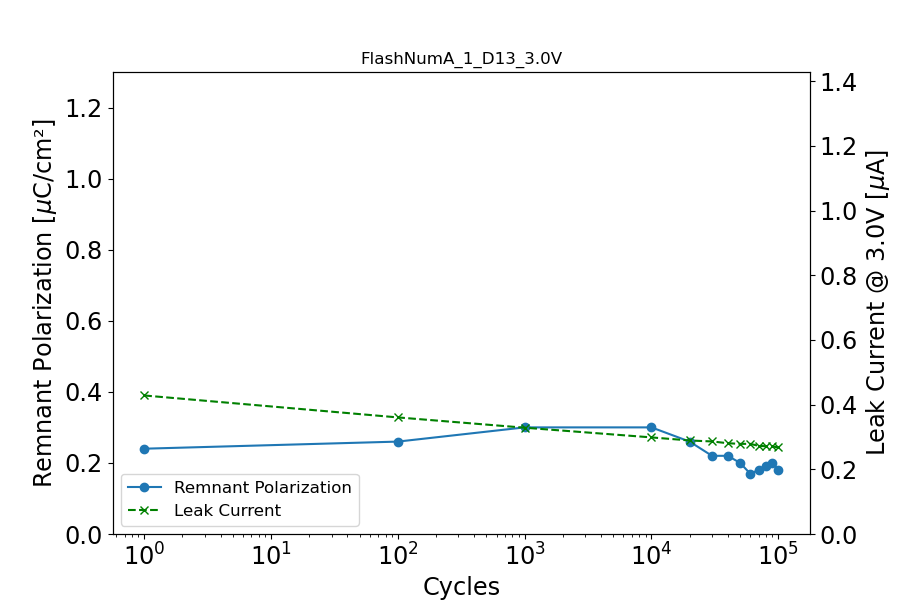 FlashNumA_1_D13_3.0V
Remnant Polarization [µC/cm²]
1.2
1.0
0.8
0.6
0.4
0.2
0.0
1.4
1.2
1.0
0.8
0.6
0.4
0.2
0.0
Leak Current @ 3.0V [µA]
Remnant Polarization
Leak Current
10⁰ 10¹ 10² 10³ 10⁴ 10⁵
Cycles